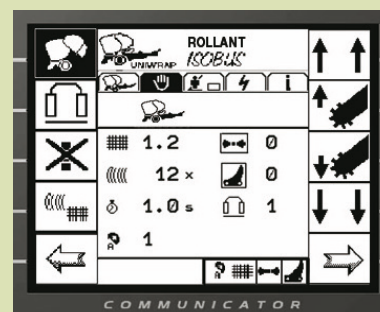 ROLLANT
UNIWRAP ISOBUS
i
1.2 0
12 x 0
1.0 s 1
A 1
A
COMMUNICATOR